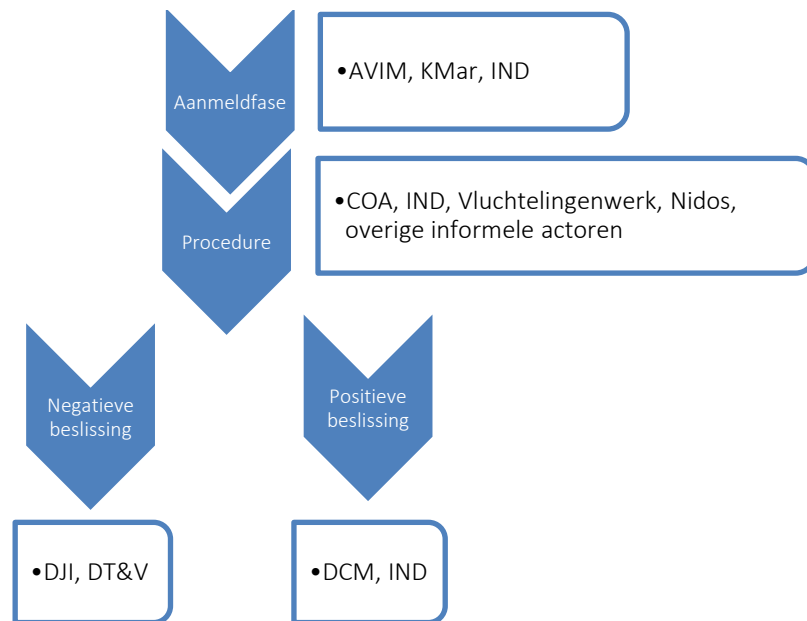 Aanmeldfase
•AVIM, KMar, IND
Procedure
•COA, IND, Vluchtelingenwerk, Nidos,
overige informele actoren
Negatieve
beslissing
Positieve
beslissing
•DJI, DT&V
•DCM, IND